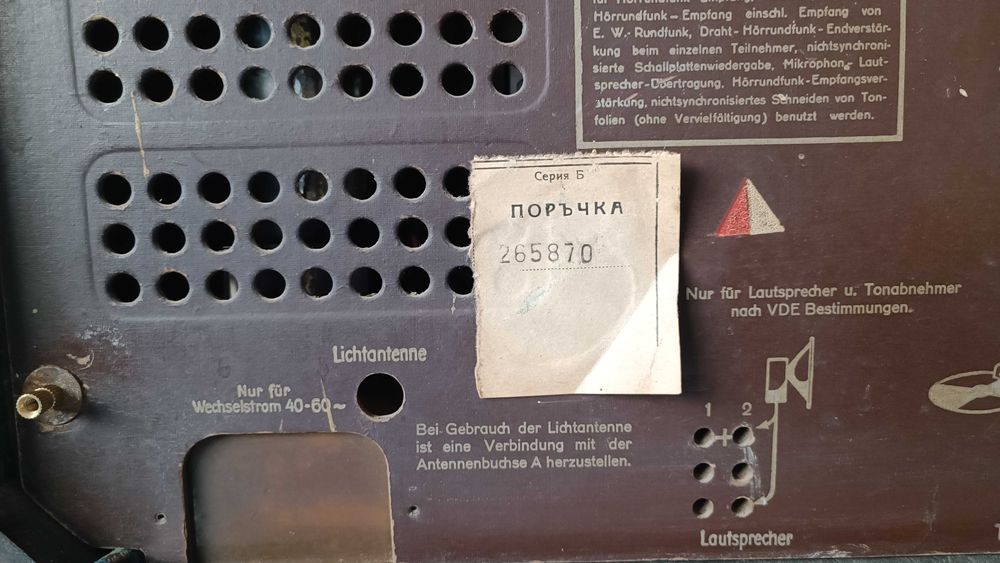 für Hörrundfunk-Empfang,
Hörrundfunk-Empfang einschl. Empfang von
E. W.-Rundfunk, Draht-Hörrundfunk-Endverstär-
kung beim einzelnen Teilnehmer, nichtsynchroni-
sierte Schallplattenwiedergabe, Mikrophon, Laut-
sprecher-Übertragung, Hörrundfunk-Empfangsver-
stärkung, nichtsynchronisiertes Schneiden von Ton-
folien (ohne Vervielfältigung) benutzt werden.
Серия Б
ПОРЪЧКА
265870
Nur für Lautsprecher u. Tonabnehmer
nach VDE Bestimmungen.
Lichtantenne
Nur für
Wechselstrom 40-60~
Bei Gebrauch der Lichtantenne
ist eine Verbindung mit der
Antennenbuchse A herzustellen.
1 2
Lautsprecher